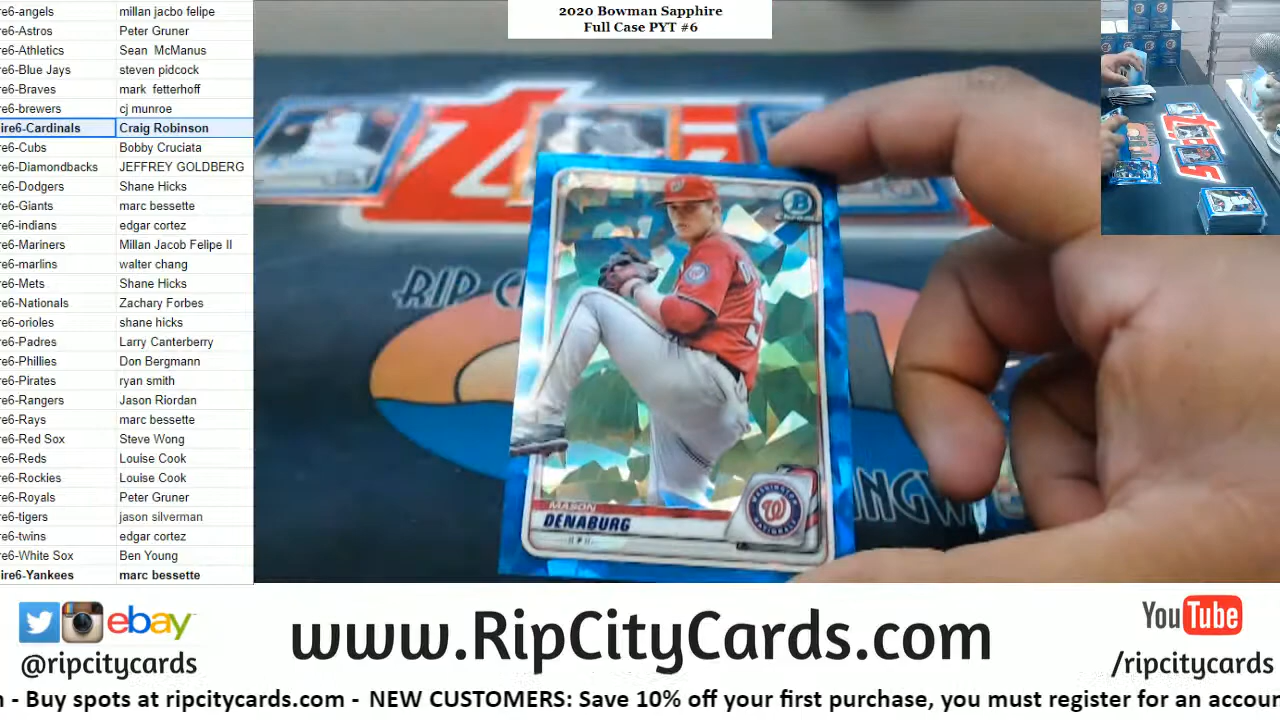 2020 Bowman Sapphire
Full Case PYT #6
re6-angels millan jacbo felipe
re6-Astros Peter Gruner
re6-Athletics Sean McManus
re6-Blue Jays steven pidcock
re6-Braves mark fetterhoff
re6-brewers cj munroe
ire6-Cardinals Craig Robinson
re6-Cubs Bobby Cruciata
re6-Diamondbacks JEFFREY GOLDBERG
re6-Dodgers Shane Hicks
re6-Giants marc bessette
re6-indians edgar cortez
re6-Mariners Millan Jacob Felipe II
re6-marlins walter chang
re6-Mets Shane Hicks
re6-Nationals Zachary Forbes
re6-orioles shane hicks
re6-Padres Larry Canterberry
re6-Phillies Don Bergmann
re6-Pirates ryan smith
re6-Rangers Jason Riordan
re6-Rays marc bessette
re6-Red Sox Steve Wong
re6-Reds Louise Cook
re6-Rockies Louise Cook
re6-Royals Peter Gruner
re6-tigers jason silverman
re6-twins edgar cortez
re6-White Sox Ben Young
ire6-Yankees marc bessette
B
Chrome
RIP C
MASON
DENABURG
WASHINGTON
W
NATIONALS
ebay
@ripcitycards
www.RipCityCards.com
YouTube
/ripcitycards
- Buy spots at ripcitycards.com - NEW CUSTOMERS: Save 10% off your first purchase, you must register for an accour